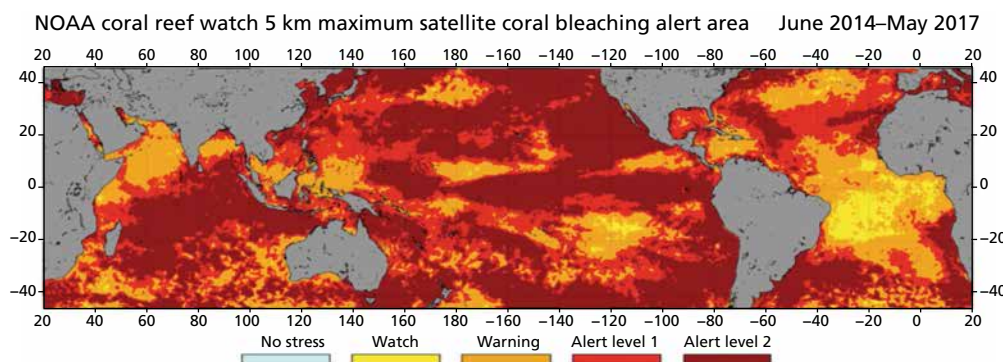 NOAA coral reef watch 5 km maximum satellite coral bleaching alert area June 2014–May 2017
20 40 60 80 100 120 140 160 180 −160 −140 −120 −100 −80 −60 −40 −20 0 20
40 40
20 20
0 0
−20 −20
−40 −40
20 40 60 80 100 120 140 160 180 −160 −140 −120 −100 −80 −60 −40 −20 0 20
No stress Watch Warning Alert level 1 Alert level 2